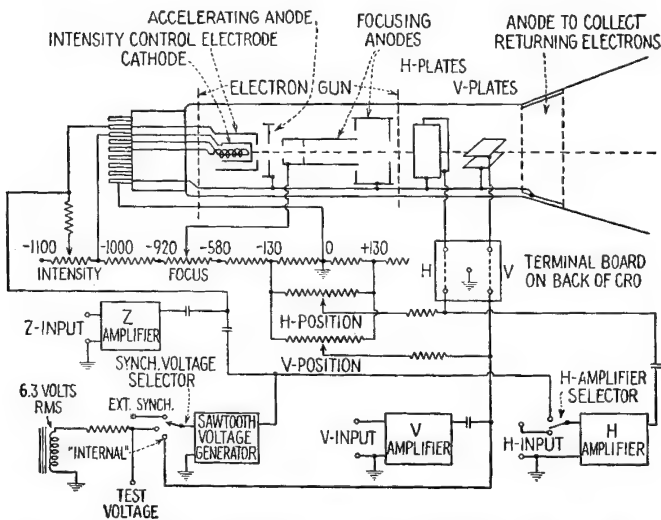 ACCELERATING ANODE
INTENSITY CONTROL ELECTRODE
CATHODE
FOCUSING
ANODES
ANODE TO COLLECT
RETURNING ELECTRONS
H-PLATES
V-PLATES
ELECTRON GUN
-1100
-1000
-920
-580
-130
0
+130
INTENSITY
FOCUS
H
V
TERMINAL BOARD
ON BACK OF CRO
H-POSITION
V-POSITION
Z-INPUT
Z
AMPLIFIER
SYNCH. VOLTAGE
SELECTOR
6.3 VOLTS
RMS
EXT. SYNCH.
"INTERNAL"
TEST
VOLTAGE
SAWTOOTH
VOLTAGE
GENERATOR
V-INPUT
V
AMPLIFIER
H-AMPLIFIER
SELECTOR
H-INPUT
H
AMPLIFIER